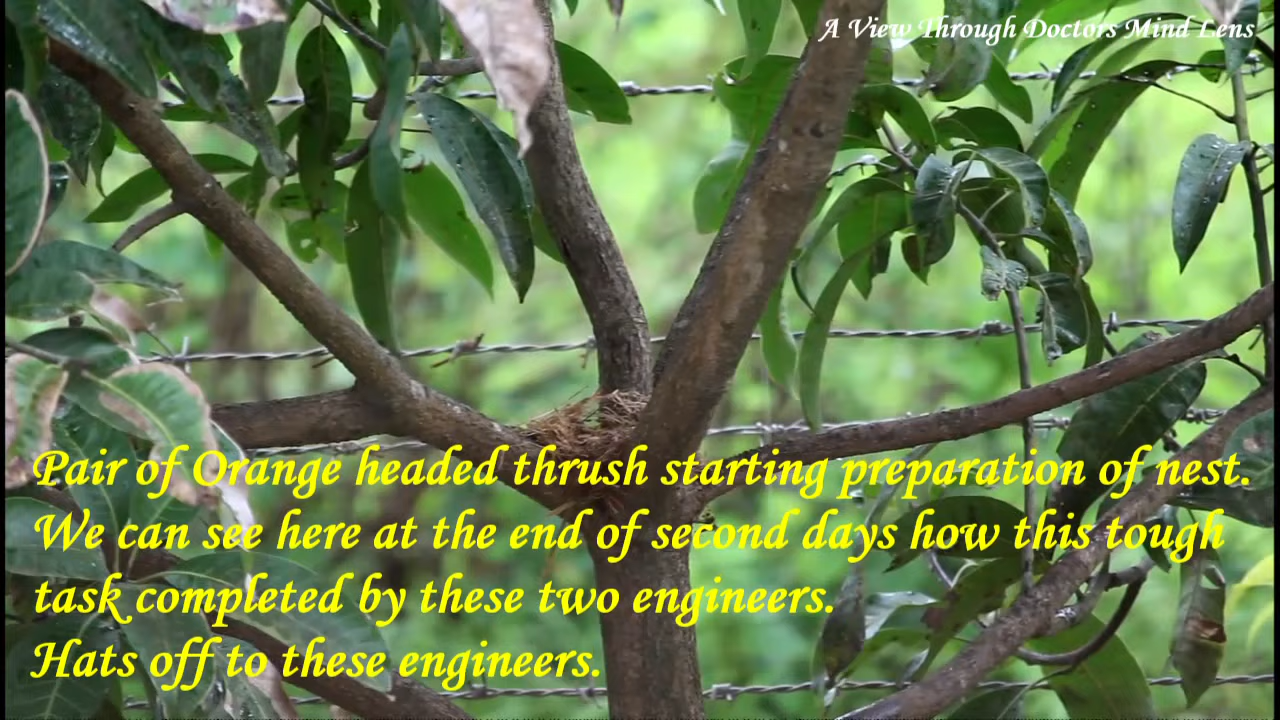 A View Through Doctors Mind Lens
Pair of Orange headed thrush starting preparation of nest.
We can see here at the end of second days how this tough
task completed by these two engineers.
Hats off to these engineers.